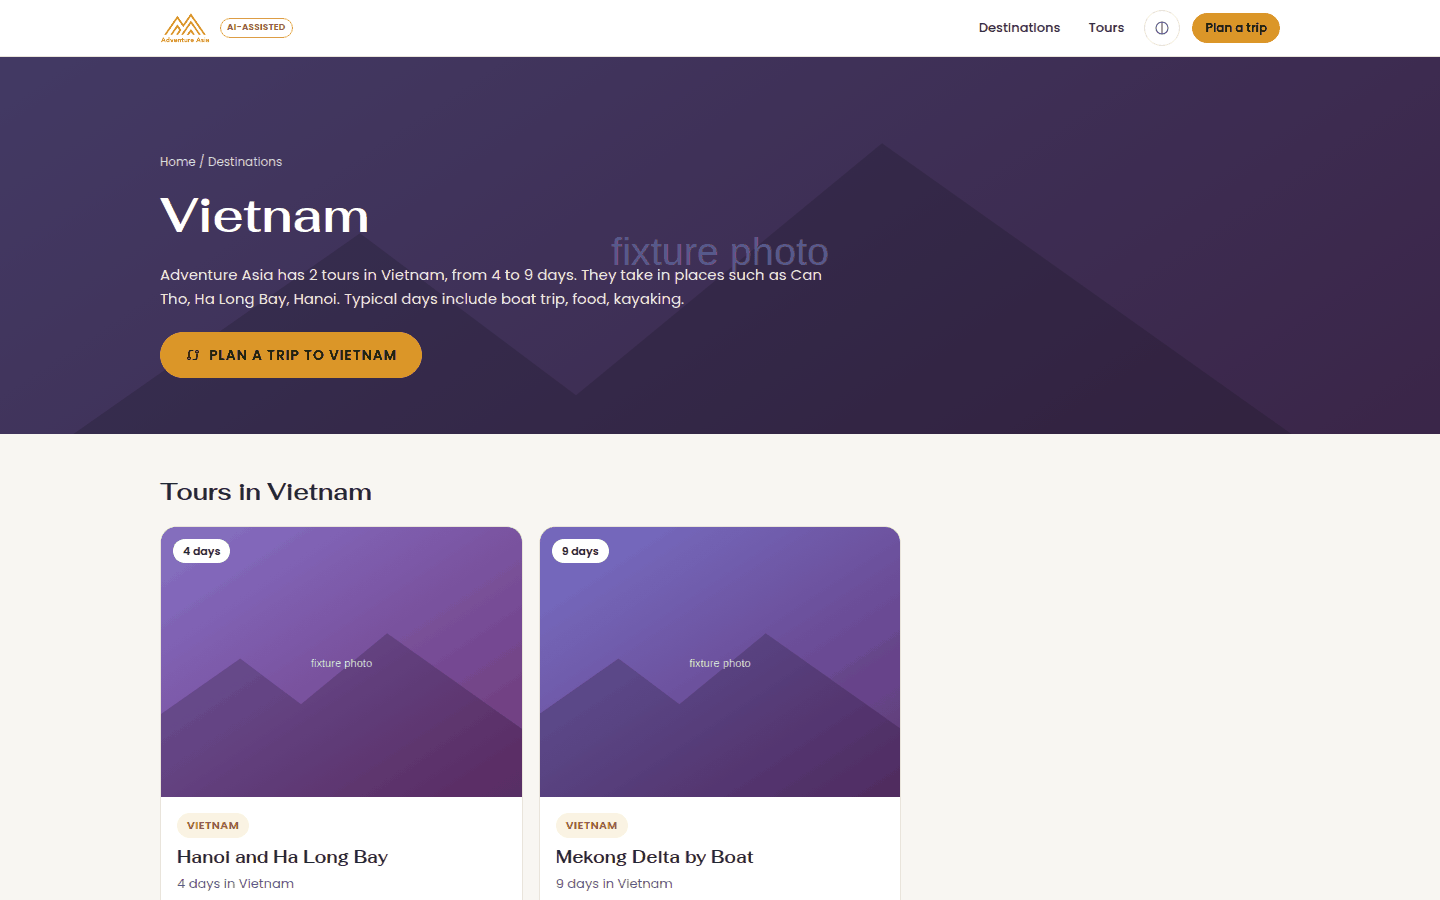 Adventure Asia
AI-ASSISTED
Destinations
Tours
Plan a trip
Home / Destinations
Vietnam
fixture photo
Adventure Asia has 2 tours in Vietnam, from 4 to 9 days. They take in places such as Can
Tho, Ha Long Bay, Hanoi. Typical days include boat trip, food, kayaking.
PLAN A TRIP TO VIETNAM
Tours in Vietnam
4 days
fixture photo
VIETNAM
Hanoi and Ha Long Bay
4 days in Vietnam
9 days
fixture photo
VIETNAM
Mekong Delta by Boat
9 days in Vietnam